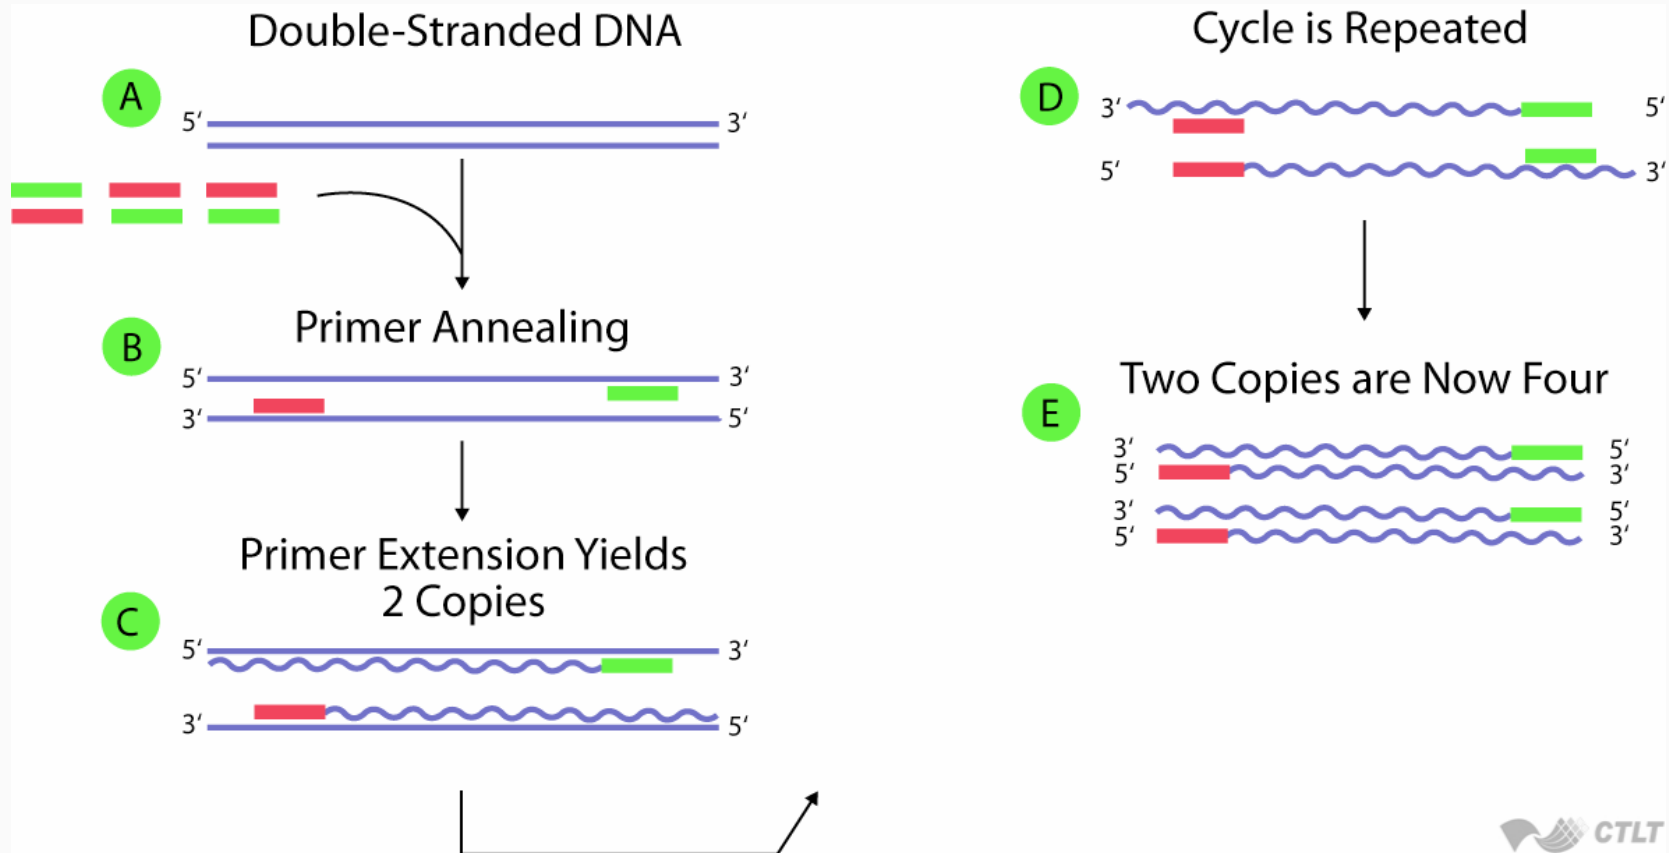 Double-Stranded DNA
A
5‘ 3‘
Primer Annealing
B
5‘ 3‘
3‘ 5‘
Primer Extension Yields
2 Copies
C
5‘ 3‘
3‘ 5‘
Cycle is Repeated
D
3‘ 5‘
5‘ 3‘
Two Copies are Now Four
E
3‘ 5‘
5‘ 3‘
3‘ 5‘
5‘ 3‘
CTLT